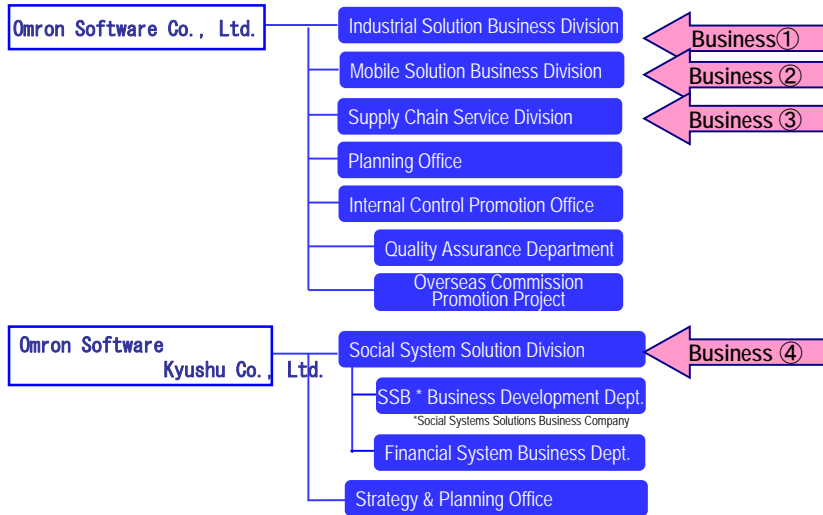 Omron Software Co., Ltd.
Industrial Solution Business Division
Business①
Mobile Solution Business Division
Business ②
Supply Chain Service Division
Business ③
Planning Office
Internal Control Promotion Office
Quality Assurance Department
Overseas Commission
Promotion Project
Omron Software
Kyushu Co., Ltd.
Social System Solution Division
Business ④
SSB * Business Development Dept.
*Social Systems Solutions Business Company
Financial System Business Dept.
Strategy & Planning Office